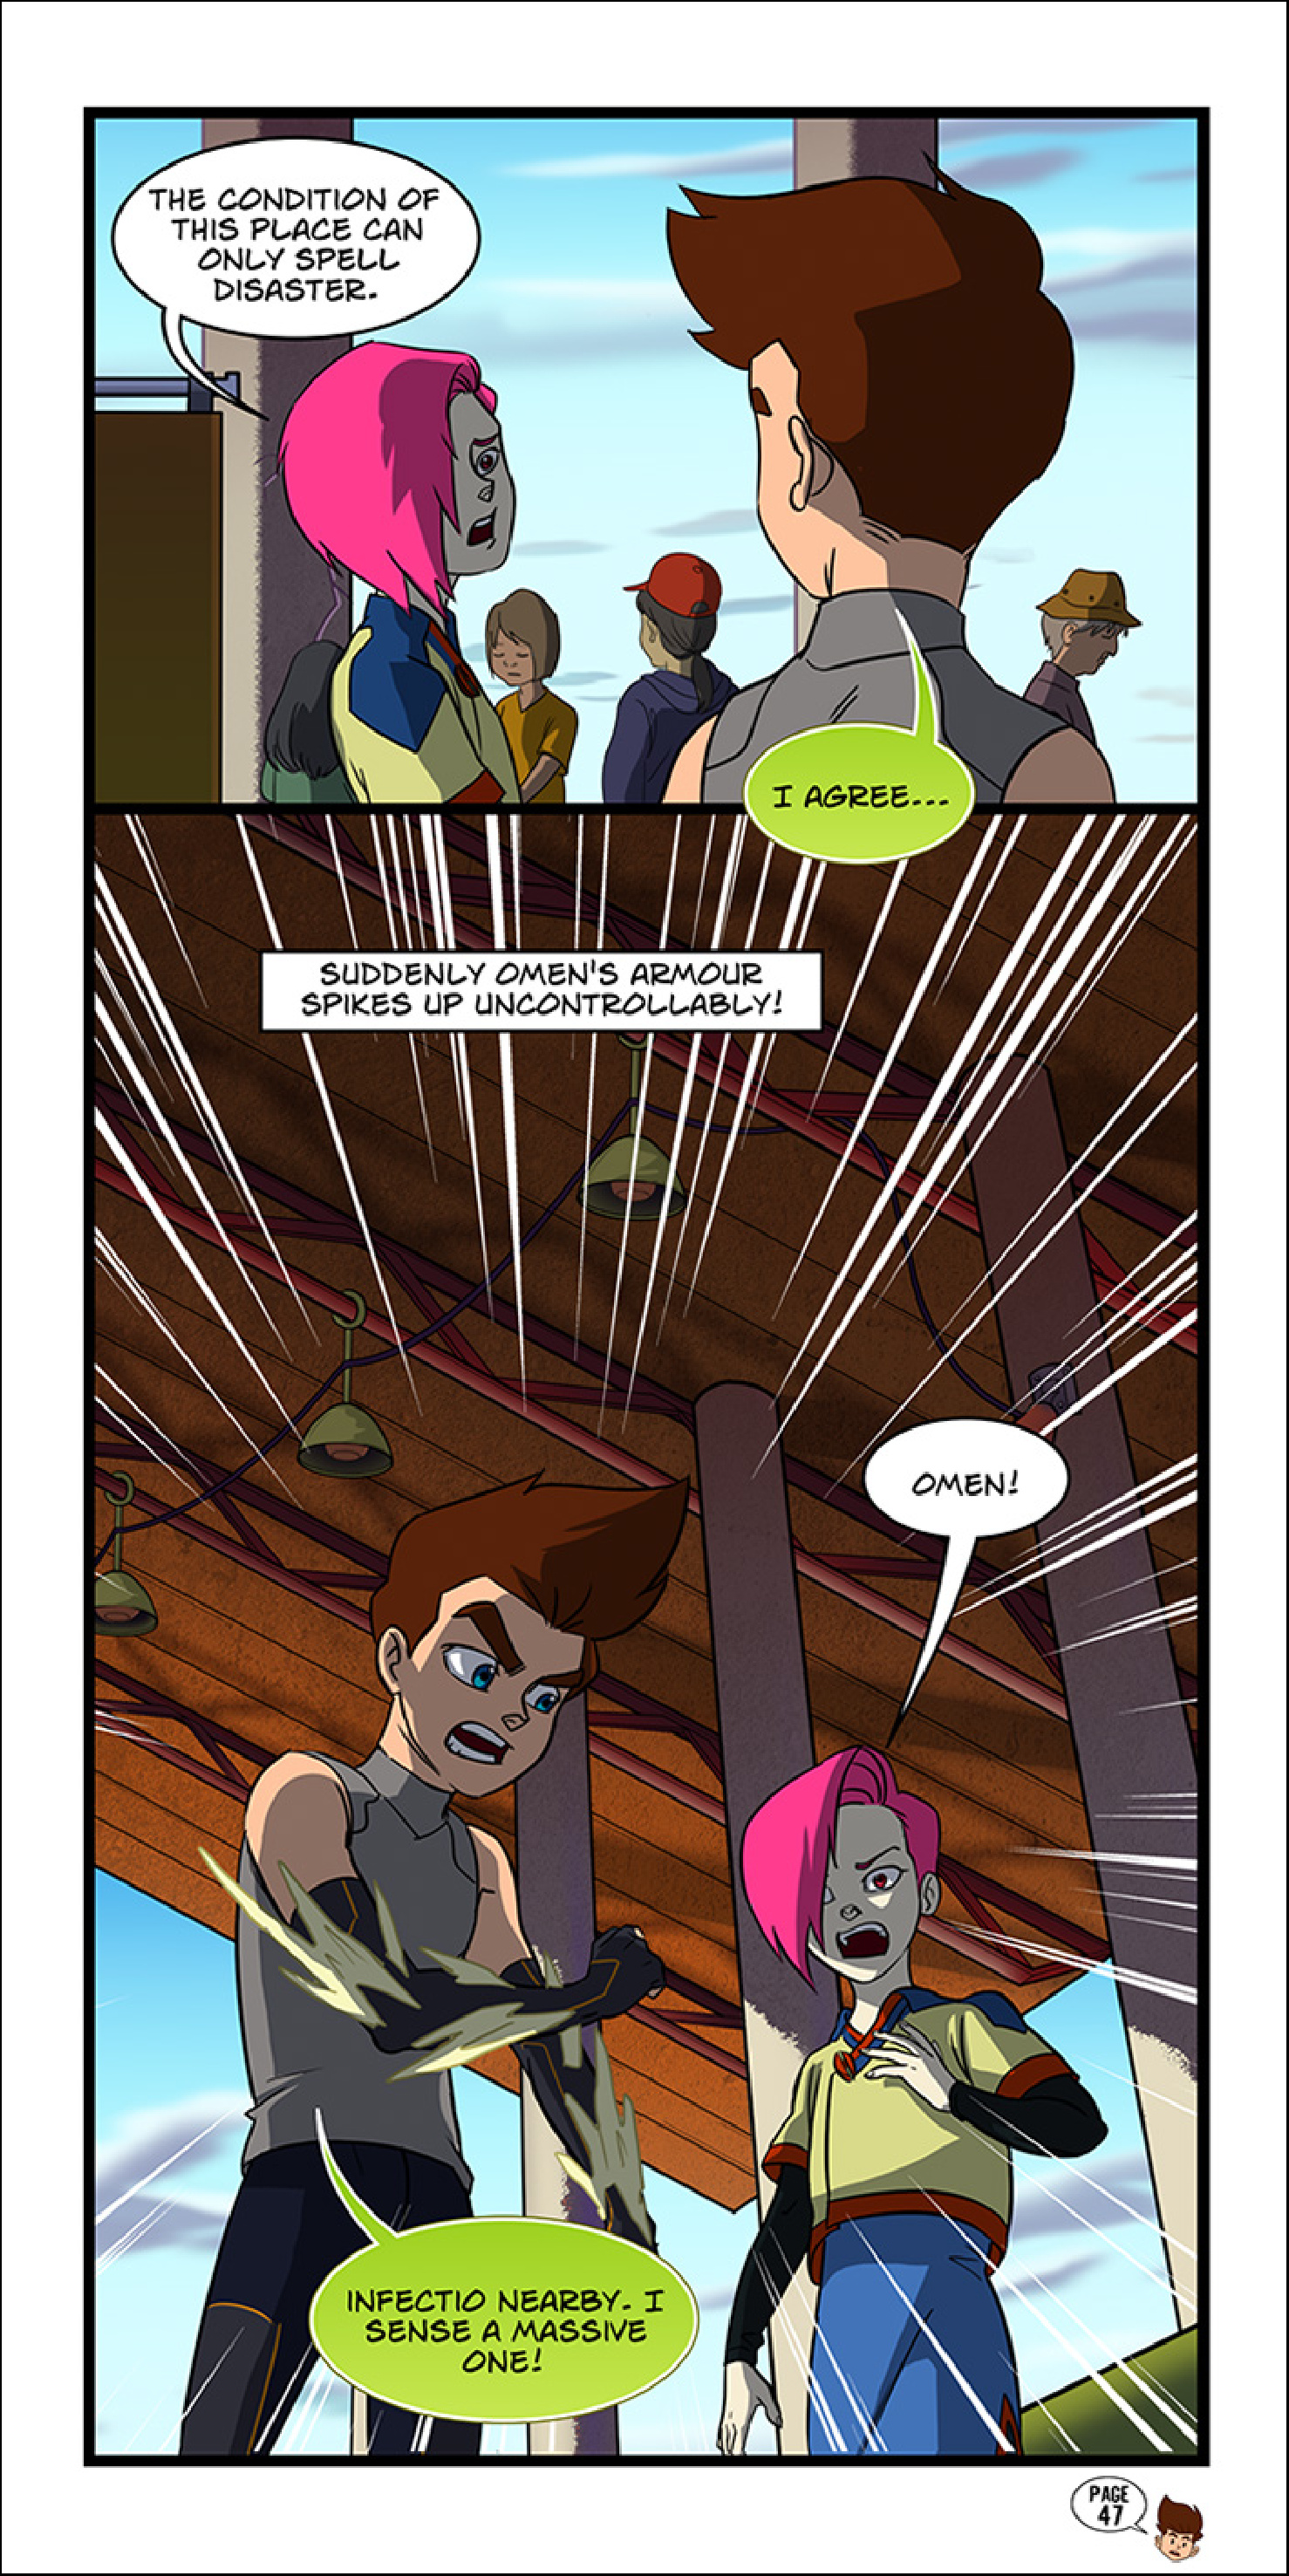 THE CONDITION OF
THIS PLACE CAN
ONLY SPELL
DISASTER.
I AGREE...
SUDDENLY OMEN'S ARMOUR
SPIKES UP UNCONTROLLABLY!
OMEN!
INFECTIO NEARBY. I
SENSE A MASSIVE
ONE!
PAGE
47